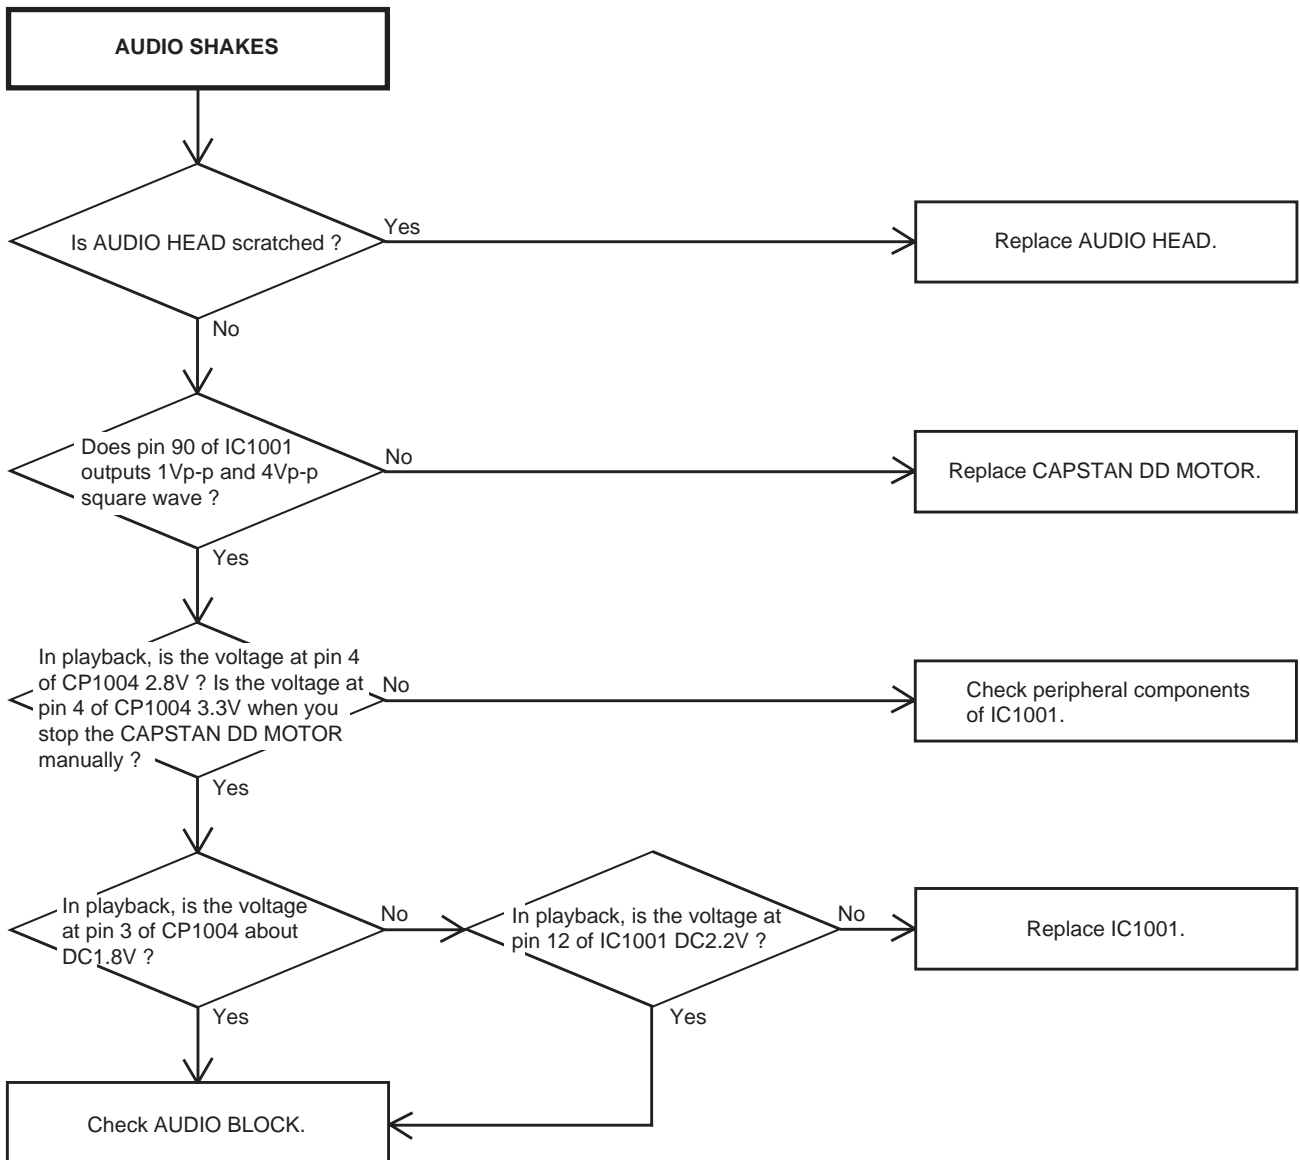 AUDIO SHAKES
Is AUDIO HEAD scratched ?
Yes
Replace AUDIO HEAD.
No
Does pin 90 of IC1001
outputs 1Vp-p and 4Vp-p
square wave ?
No
Replace CAPSTAN DD MOTOR.
Yes
In playback, is the voltage at pin 4
of CP1004 2.8V ? Is the voltage at
pin 4 of CP1004 3.3V when you
stop the CAPSTAN DD MOTOR
manually ?
No
Check peripheral components
of IC1001.
Yes
In playback, is the voltage
at pin 3 of CP1004 about
DC1.8V ?
No
In playback, is the voltage at
pin 12 of IC1001 DC2.2V ?
No
Replace IC1001.
Yes
Yes
Check AUDIO BLOCK.